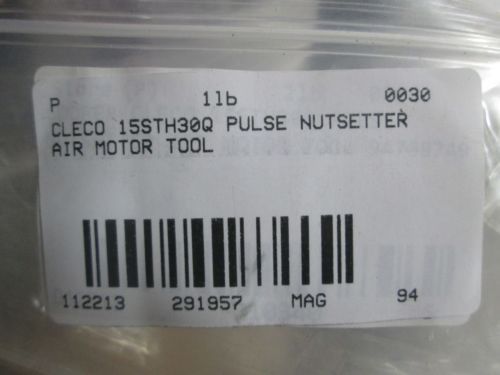 P 1lb 0030
CLECO 15STH30Q PULSE NUTSETTER
AIR MOTOR TOOL
112213 291957 MAG 94